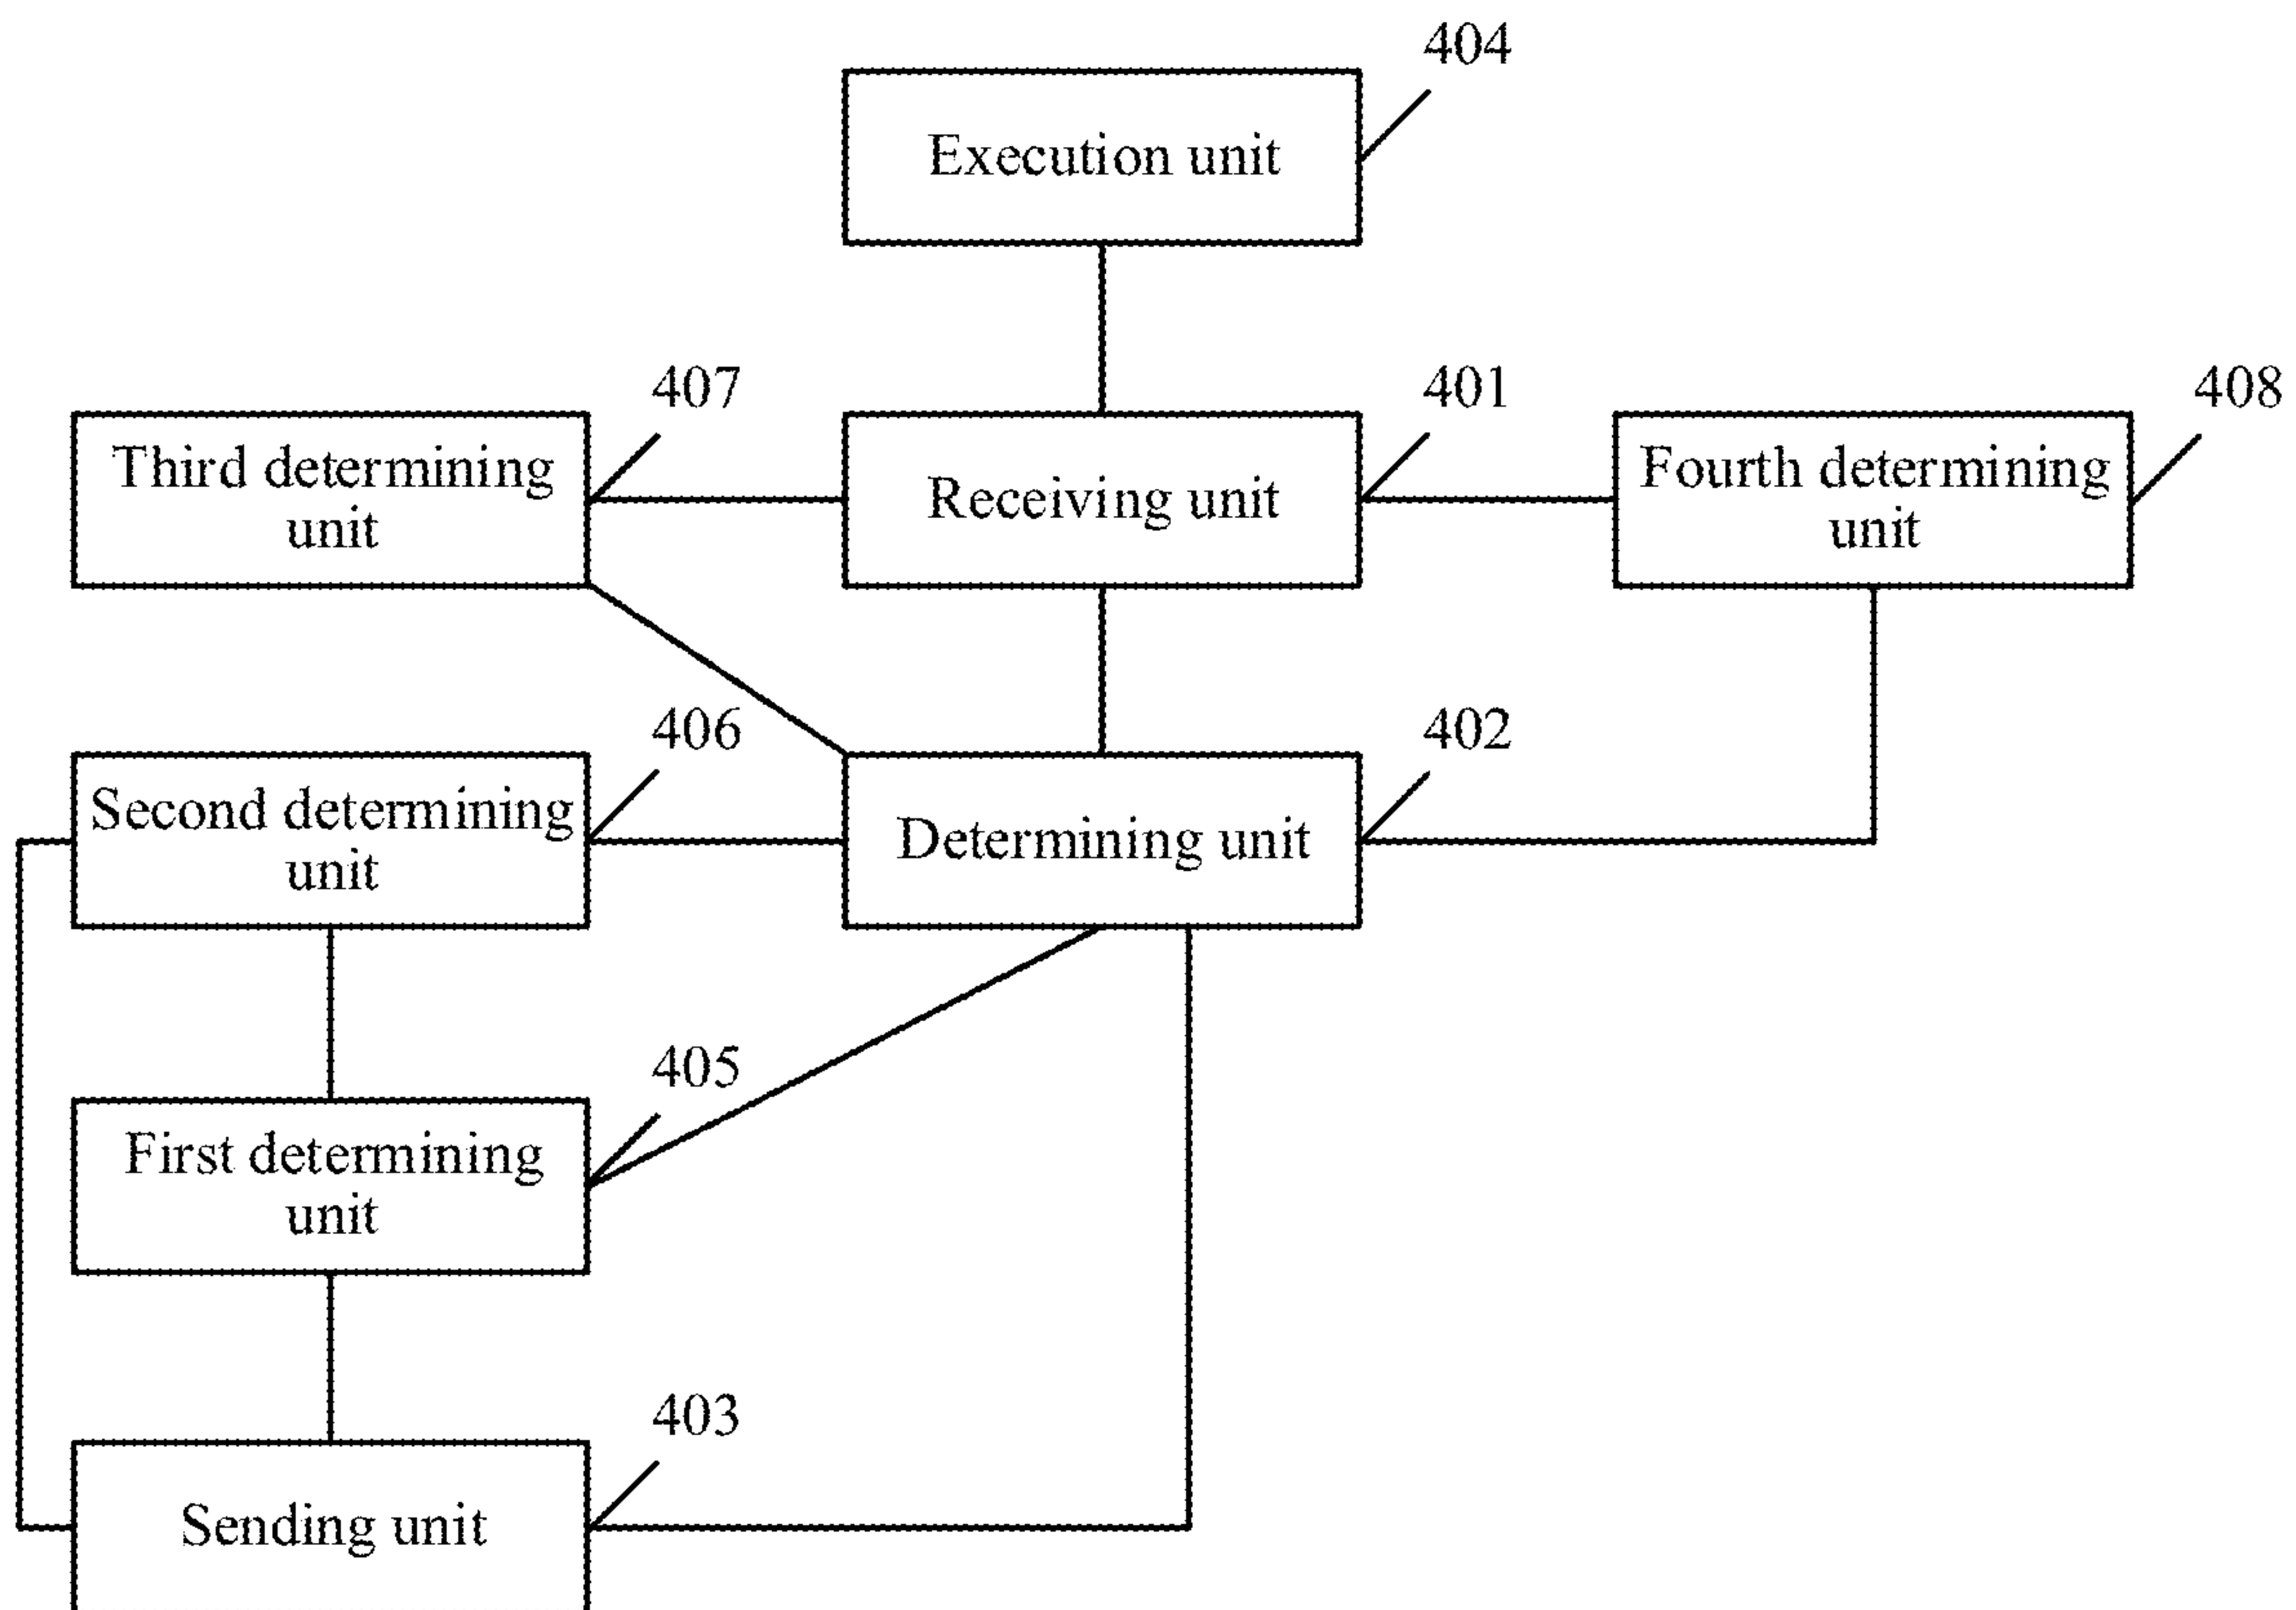 404
Execution unit
407
401
408
Third determining
unit
Receiving unit
Fourth determining
unit
406
402
Second determining
unit
Determining unit
405
First determining
unit
403
Sending unit